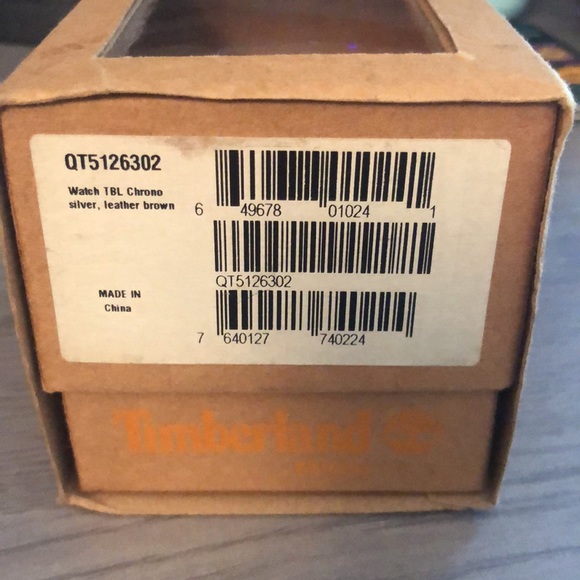 QT5126302
Watch TBL Chrono
silver, leather brown
MADE IN
China
6 49678 01024 1
QT5126302
7 640127 740224
Timberland